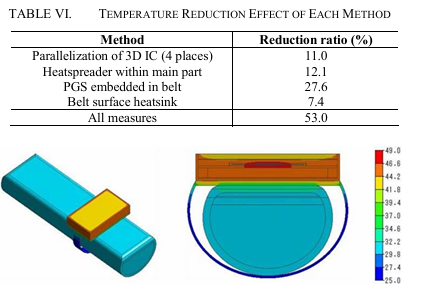 TABLE VI. TEMPERATURE REDUCTION EFFECT OF EACH METHOD
Method Reduction ratio (%)
Parallelization of 3D IC (4 places) 11.0
Heatspreader within main part 12.1
PGS embedded in belt 27.6
Belt surface heatsink 7.4
All measures 53.0
49.0
46.6
44.2
41.8
39.4
37.0
34.6
32.2
29.8
27.4
25.0